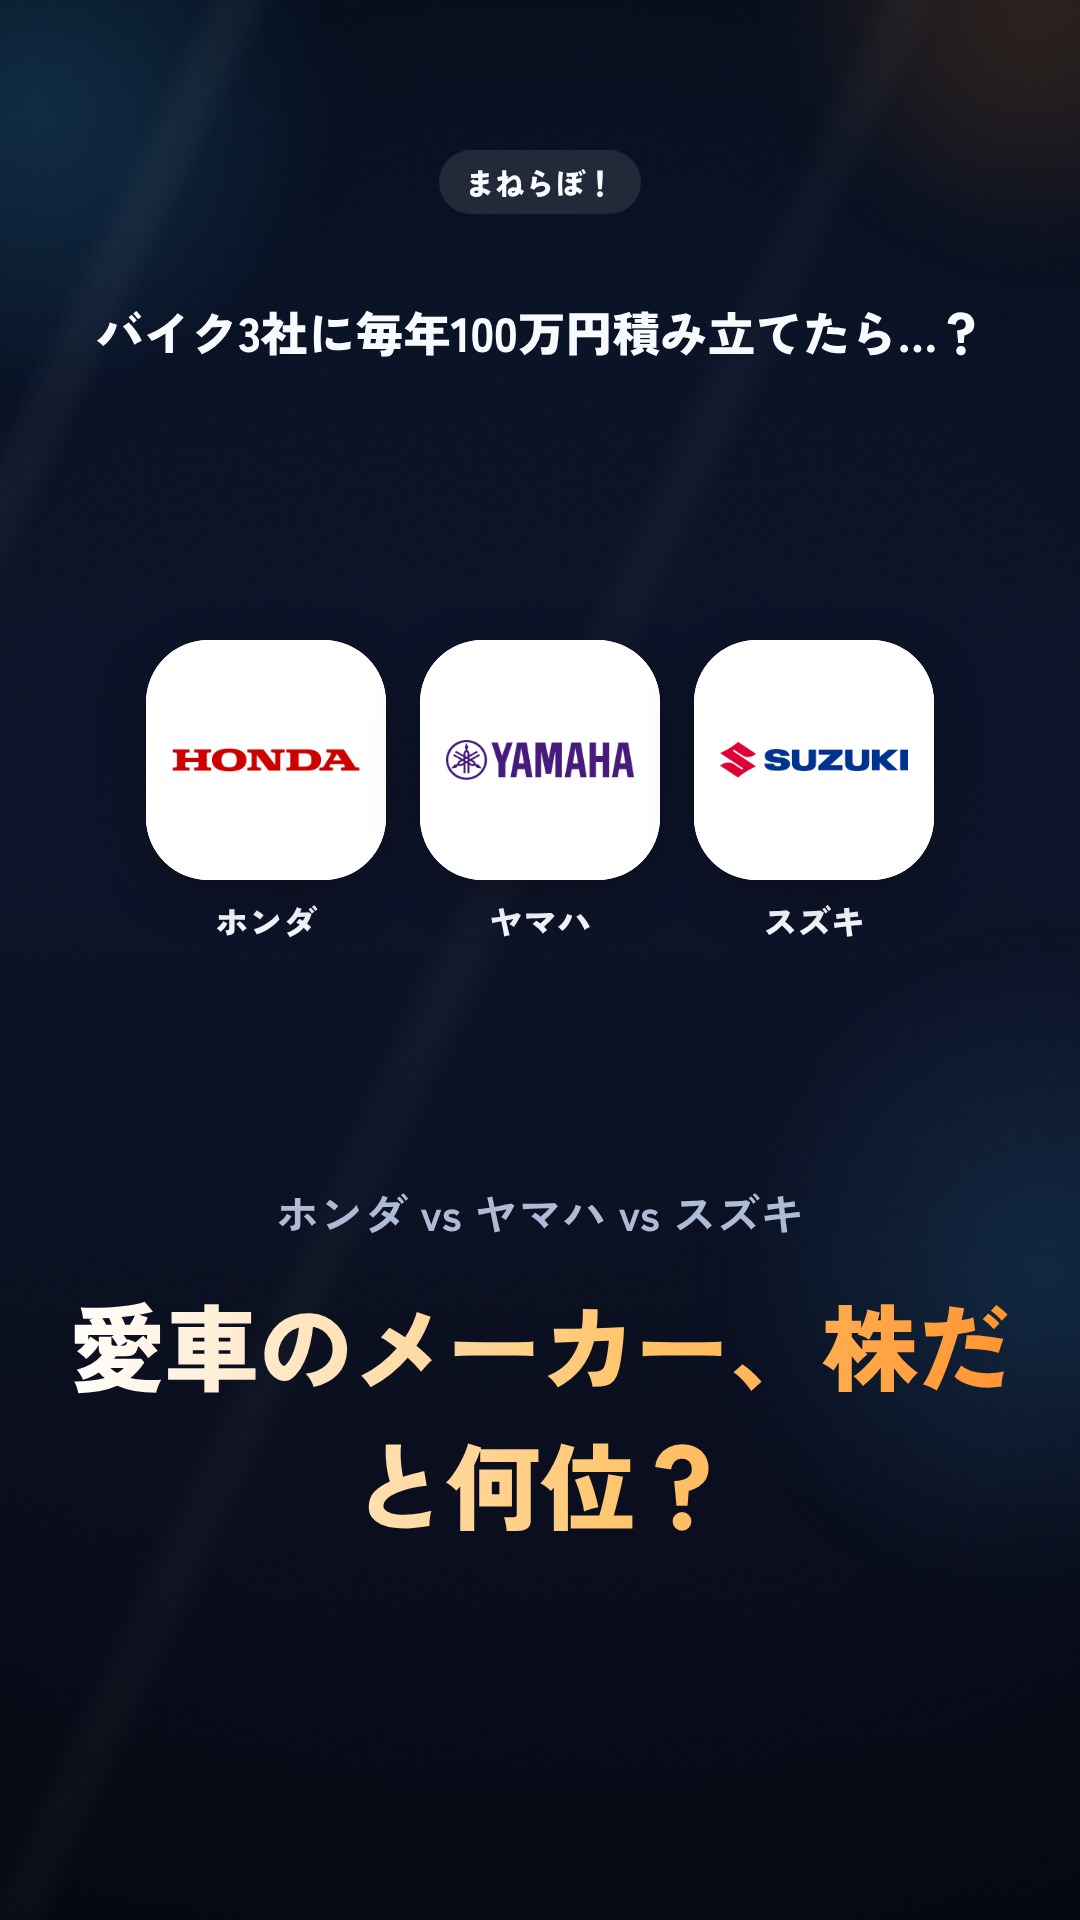 まねらぼ！
バイク3社に毎年100万円積み立てたら…？
HONDA YAMAHA SUZUKI
ホンダ ヤマハ スズキ
ホンダ vs ヤマハ vs スズキ
愛車のメーカー、株だ
と何位？